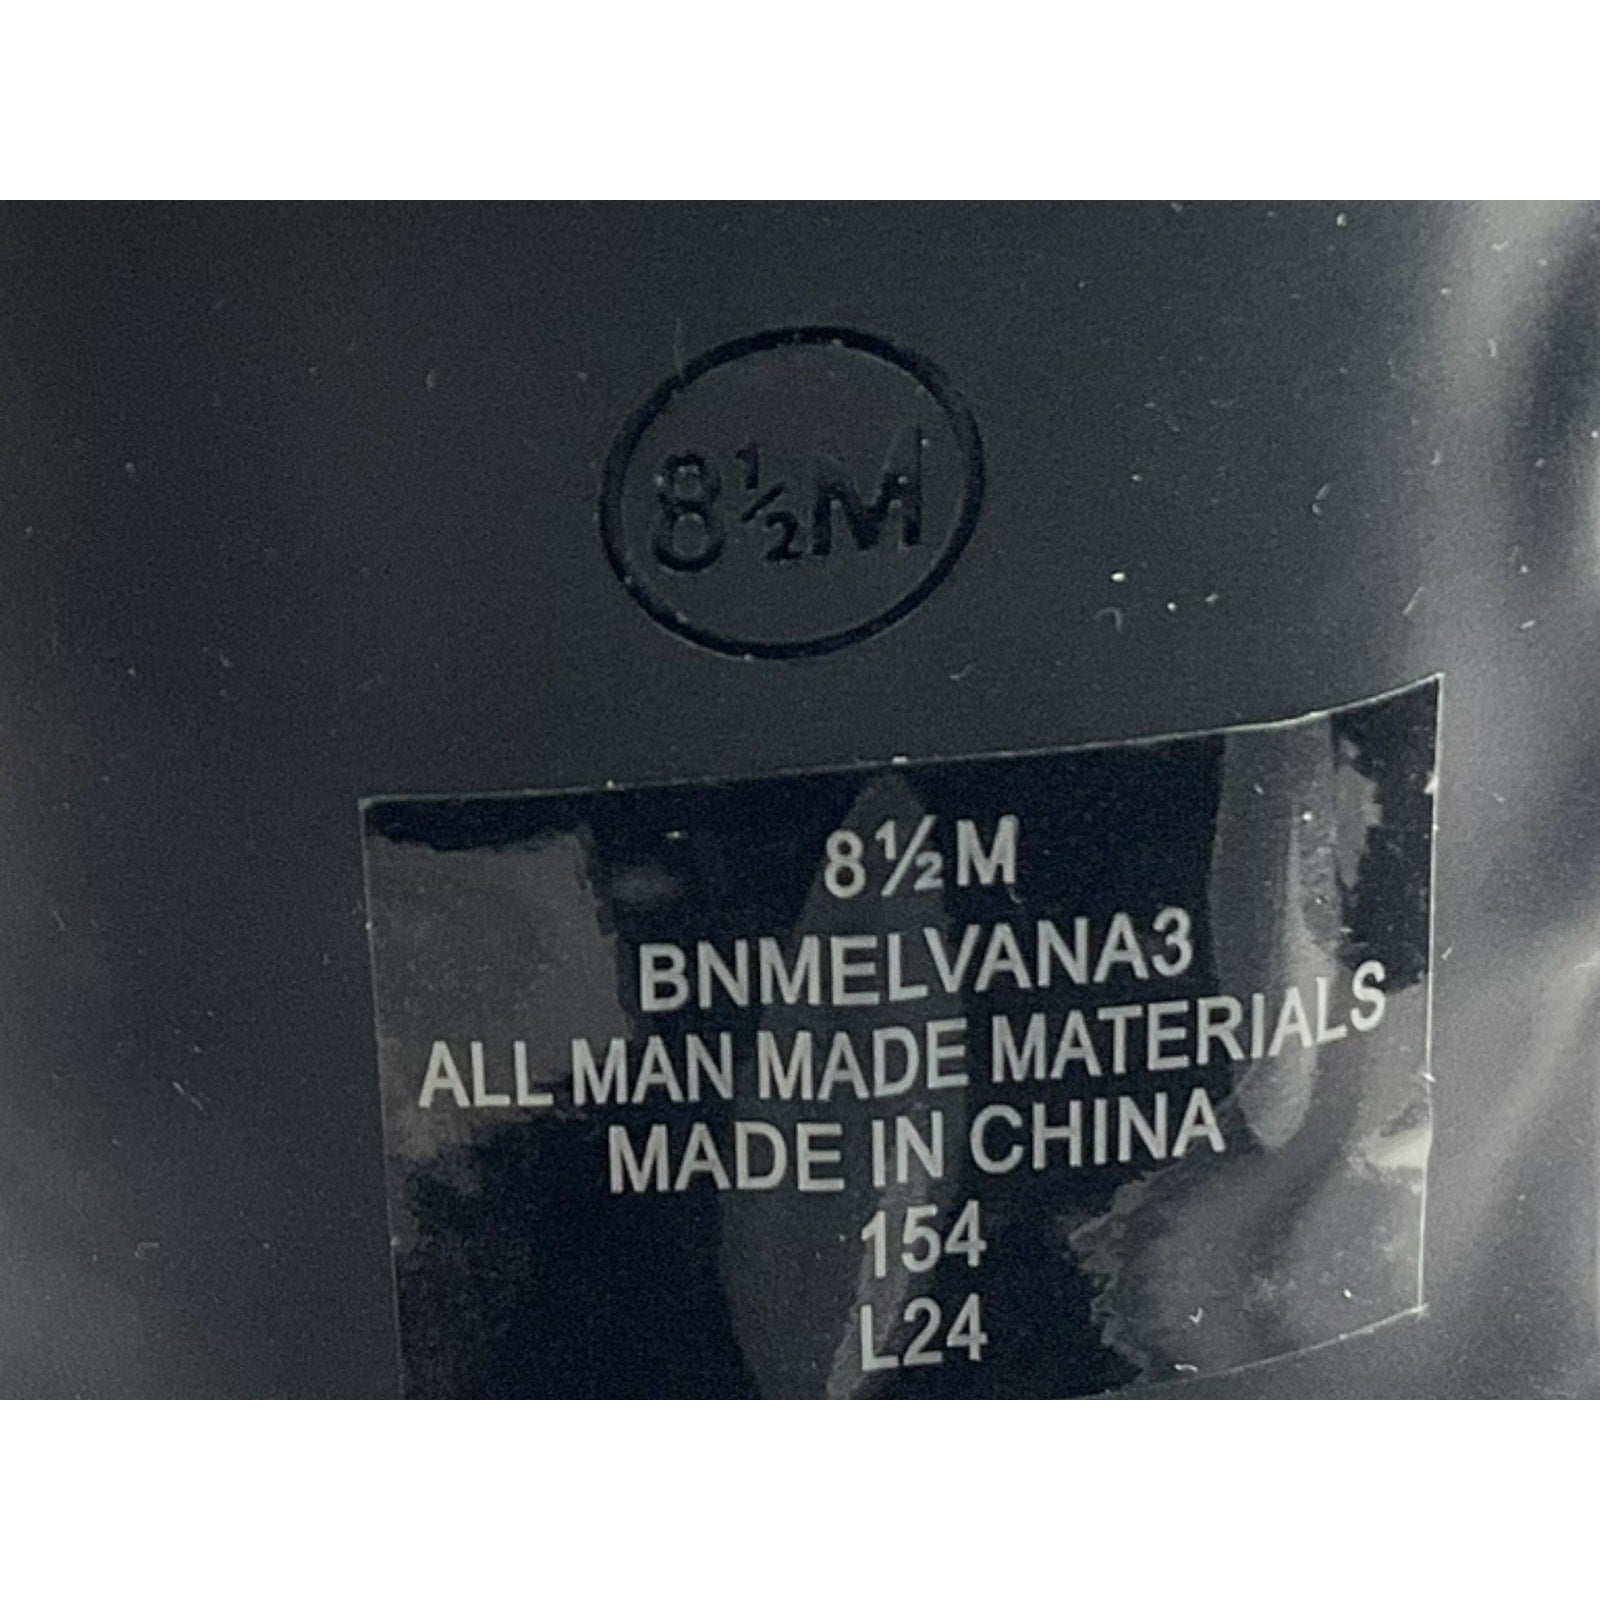 8½M
8½M
BNMELVANA3
ALL MAN MADE MATERIALS
MADE IN CHINA
154
L24